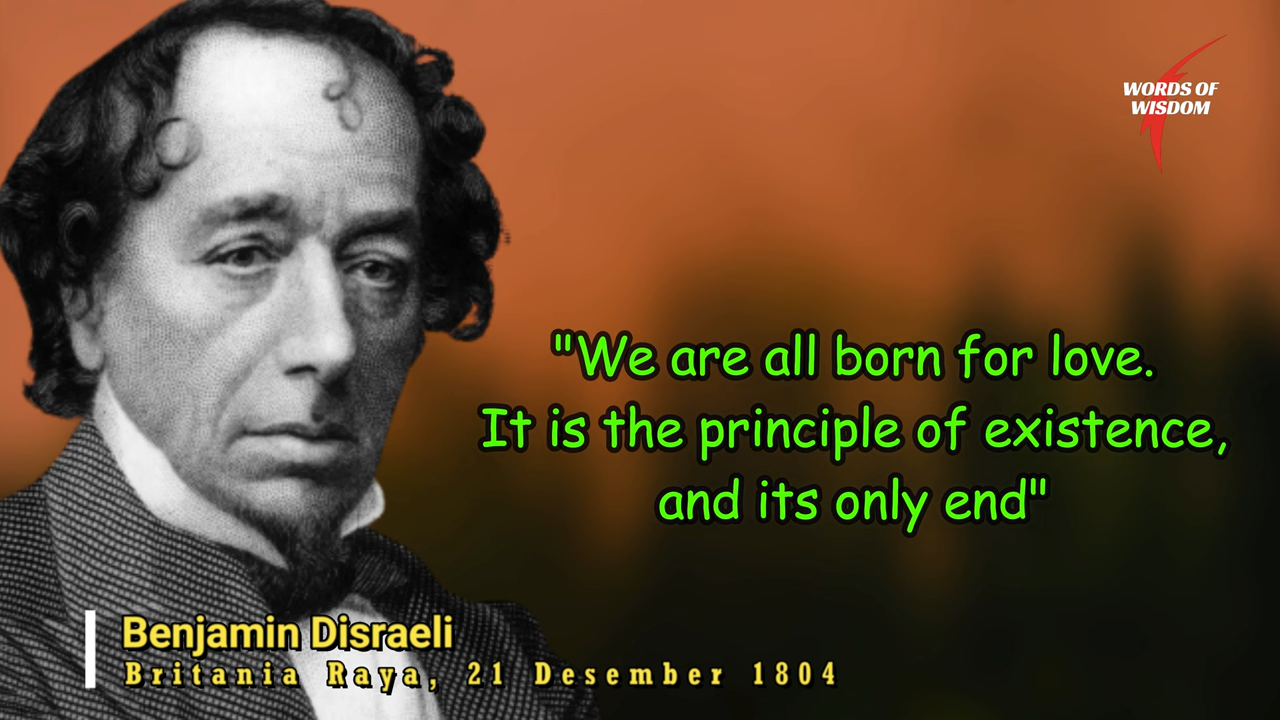 WORDS OF
WISDOM
"We are all born for love.
It is the principle of existence,
and its only end"
Benjamin Disraeli
Britania Raya, 21 Desember 1804